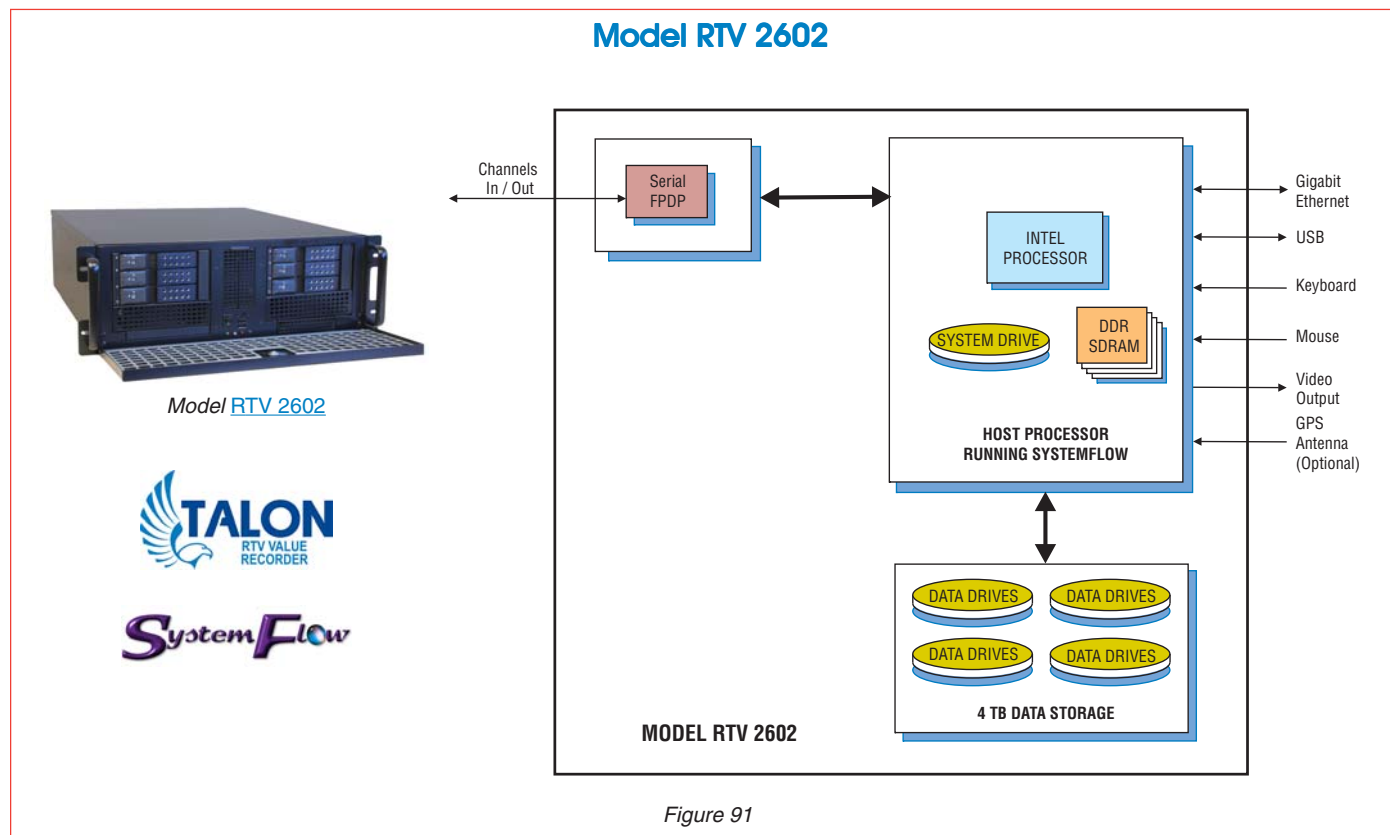 Model RTV 2602
Channels
In / Out
Serial
FPDP
INTEL
PROCESSOR
SYSTEM DRIVE
DDR
SDRAM
HOST PROCESSOR
RUNNING SYSTEMFLOW
Gigabit
Ethernet
USB
Keyboard
Mouse
Video
Output
GPS
Antenna
(Optional)
Model RTV 2602
TALON
RTV VALUE
RECORDER
SystemFlow
DATA DRIVES
DATA DRIVES
DATA DRIVES
DATA DRIVES
4 TB DATA STORAGE
MODEL RTV 2602
Figure 91